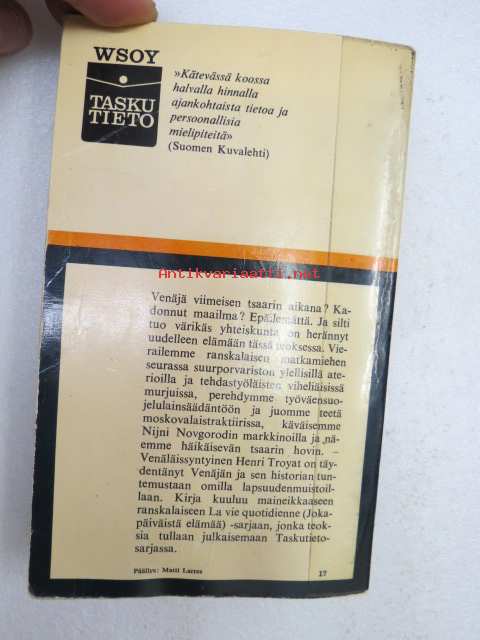 WSOY
TASKU
TIETO
»Kätevässä koossa
halvalla hinnalla
ajankohtaista tietoa ja
persoonallisia
mielipiteitä»
(Suomen Kuvalehti)
Antikvariaatti.net
Venäjä viimeisen tsaarin aikana? Ka-
donnut maailma? Epäilemättä. Ja silti
tuo värikäs yhteiskunta on herännyt
uudelleen elämään tässä teoksessa. Vie-
railemme ranskalaisen matkamiehen
seurassa suurporvariston ylellisillä ate-
rioilla ja tehdastyöläisten viheliäisissä
murjuissa, perehdymme työväensuo-
jelulainsäädäntöön ja juomme teetä
moskovalaistraktiirissa, käväisemme
Nijni Novgorodin markkinoilla ja nä-
emme häikäisevän tsaarin hovin. –
Venäläissyntyinen Henri Troyat on täy-
dentänyt Venäjän ja sen historian tun-
temustaan omilla lapsuudenmuistoil-
laan. Kirja kuuluu maineikkaaseen
ranskalaiseen La vie quotidienne (Joka-
päiväistä elämää) -sarjaan, jonka teok-
sia tullaan julkaisemaan Taskutieto-
sarjassa.
Päällys: Matti Larres
17